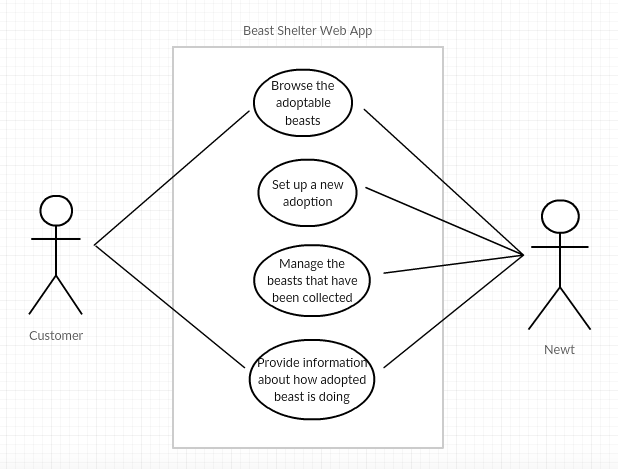 Beast Shelter Web App
Browse the
adoptable
beasts
Set up a new
adoption
Manage the
beasts that have
been collected
Provide information
about how adopted
beast is doing
Customer
Newt